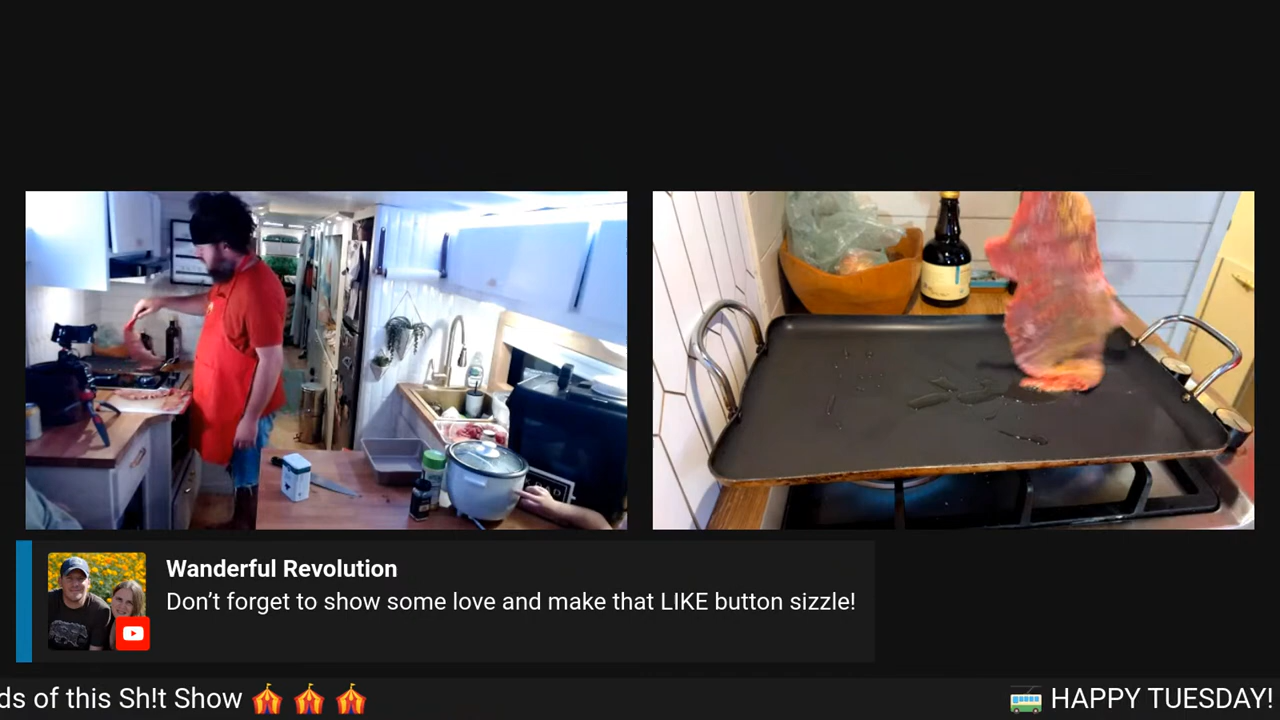 Wanderful Revolution
Don’t forget to show some love and make that LIKE button sizzle!
ds of this Sh!t Show 🎪 🎪 🎪 🚎 HAPPY TUESDAY!